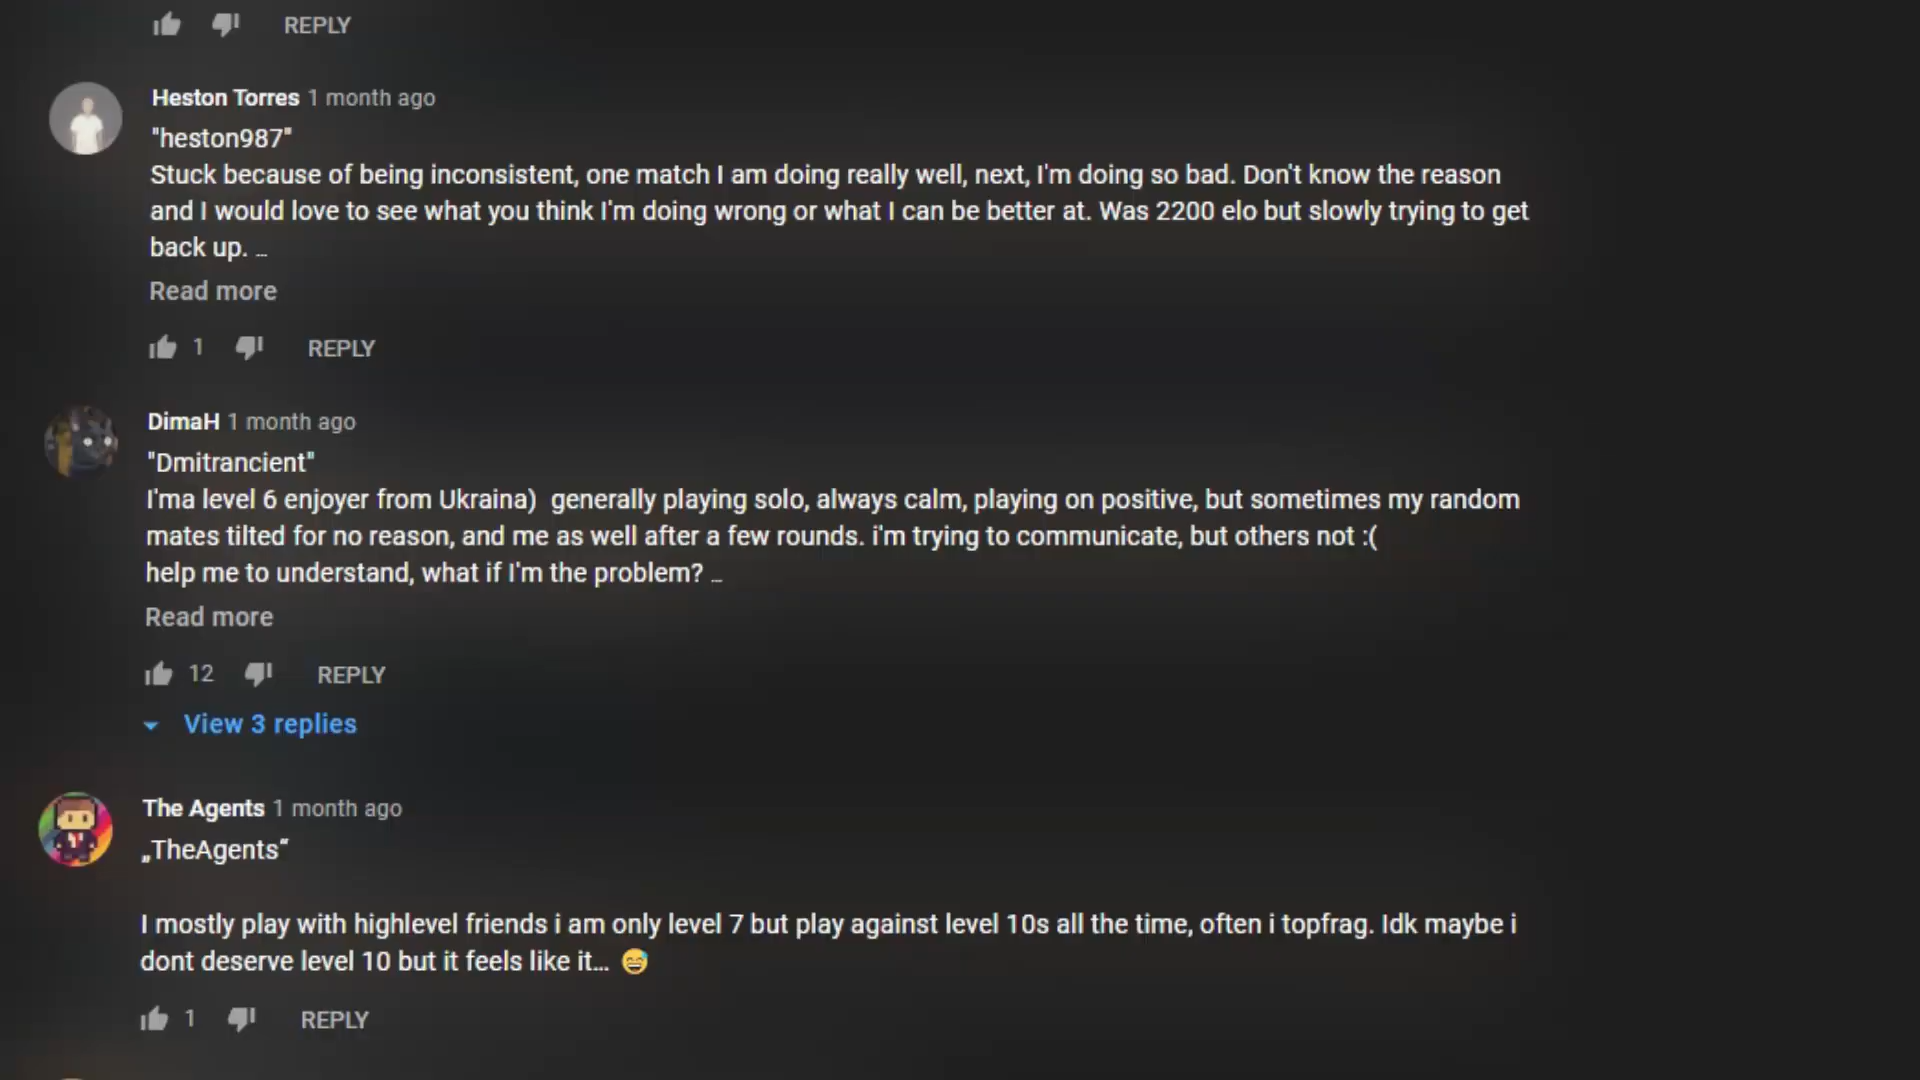 REPLY
Heston Torres 1 month ago
"heston987"
Stuck because of being inconsistent, one match I am doing really well, next, I'm doing so bad. Don't know the reason
and I would love to see what you think I'm doing wrong or what I can be better at. Was 2200 elo but slowly trying to get
back up. ...
Read more
1 REPLY
DimaH 1 month ago
"Dmitrancient"
I'ma level 6 enjoyer from Ukraina)  generally playing solo, always calm, playing on positive, but sometimes my random
mates tilted for no reason, and me as well after a few rounds. i'm trying to communicate, but others not :(
help me to understand, what if I'm the problem? ...
Read more
12 REPLY
View 3 replies
The Agents 1 month ago
„TheAgents“
I mostly play with highlevel friends i am only level 7 but play against level 10s all the time, often i topfrag. Idk maybe i
dont deserve level 10 but it feels like it... 😅
1 REPLY